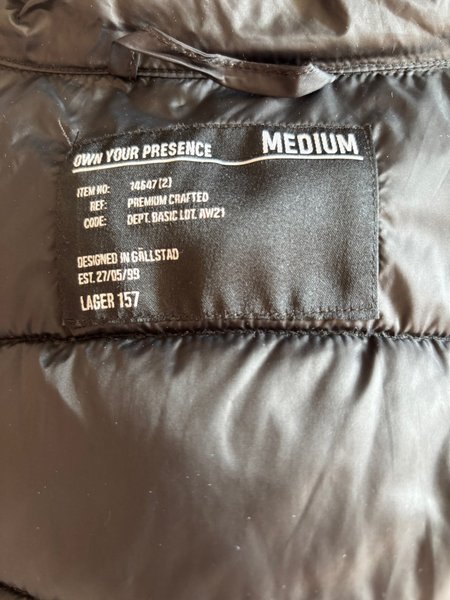 OWN YOUR PRESENCE MEDIUM
ITEM NO: 14647(2)
REF: PREMIUM CRAFTED
CODE: DEPT. BASIC LDT. AW21
DESIGNED IN GÄLLSTAD
EST. 27/05/99
LAGER 157